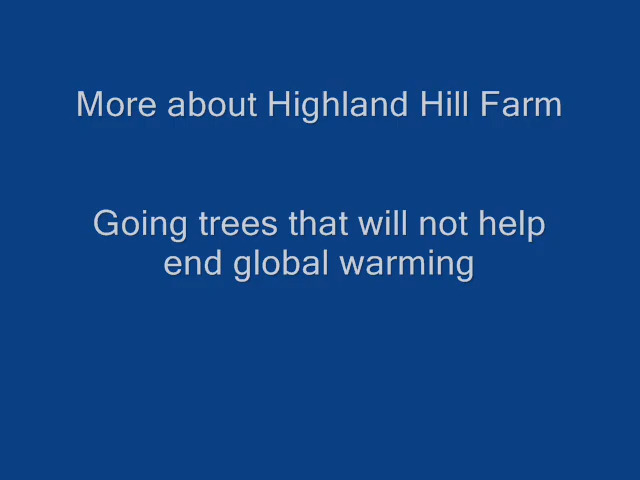 More about Highland Hill Farm
Going trees that will not help
end global warming